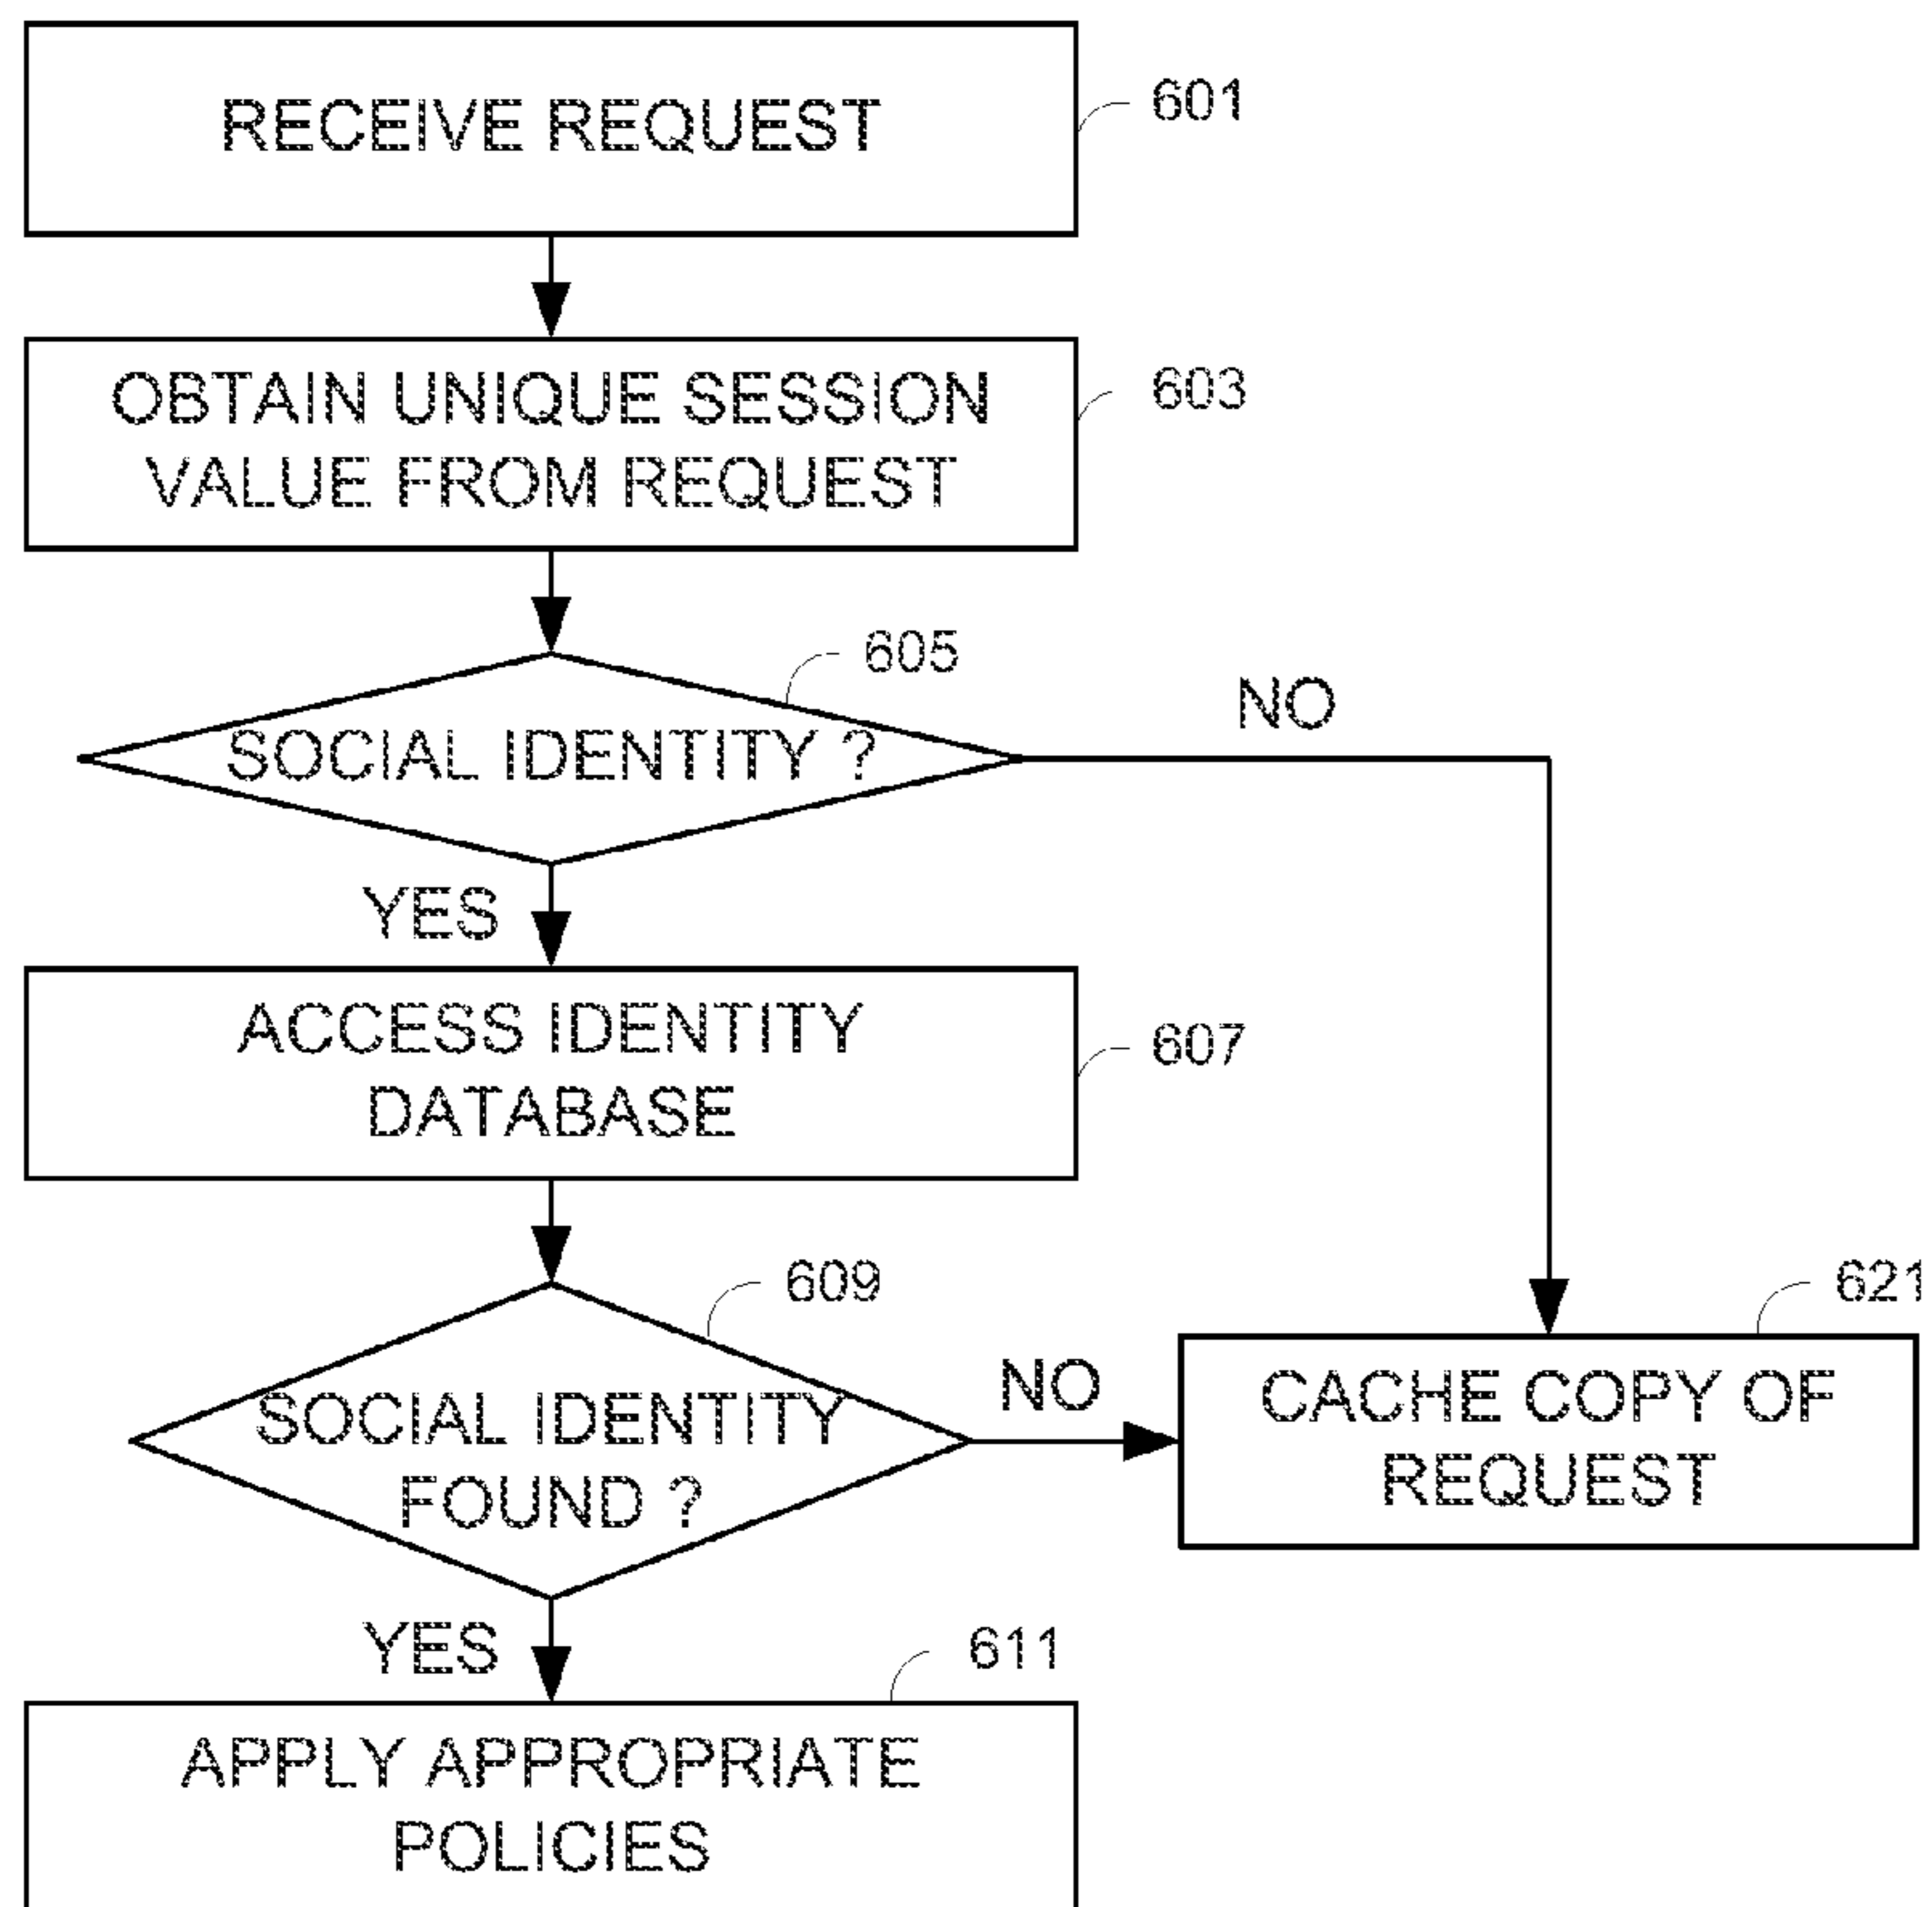 RECEIVE REQUEST
601
OBTAIN UNIQUE SESSION
VALUE FROM REQUEST
603
605
SOCIAL IDENTITY ?
NO
YES
ACCESS IDENTITY
DATABASE
607
609
SOCIAL IDENTITY
FOUND ?
NO
621
CACHE COPY OF
REQUEST
YES
611
APPLY APPROPRIATE
POLICIES